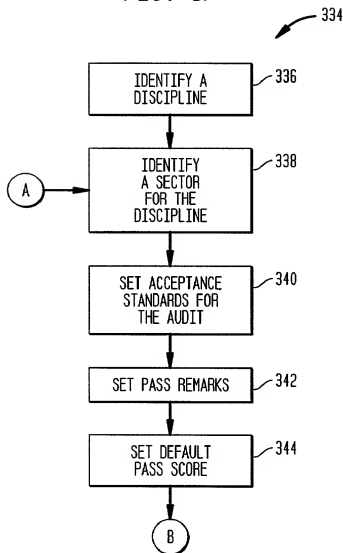 334
IDENTIFY A
DISCIPLINE
336
IDENTIFY
A SECTOR
FOR THE
DISCIPLINE
338
A
SET ACCEPTANCE
STANDARDS FOR
THE AUDIT
340
SET PASS REMARKS
342
SET DEFAULT
PASS SCORE
344
B